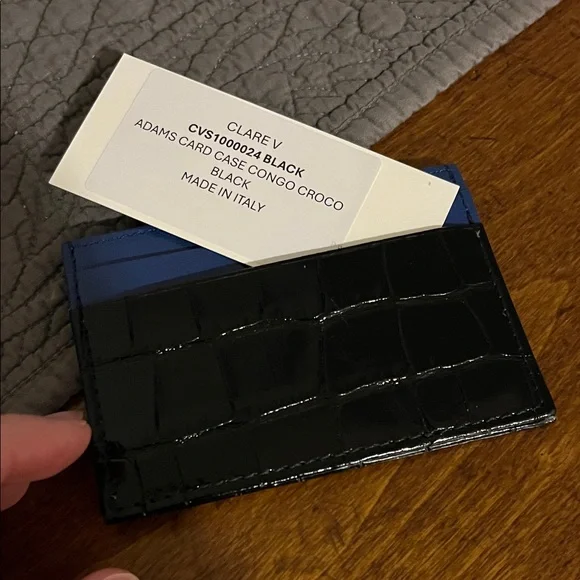 CLARE V
CVS1000024 BLACK
ADAMS CARD CASE CONGO CROCO
BLACK
MADE IN ITALY